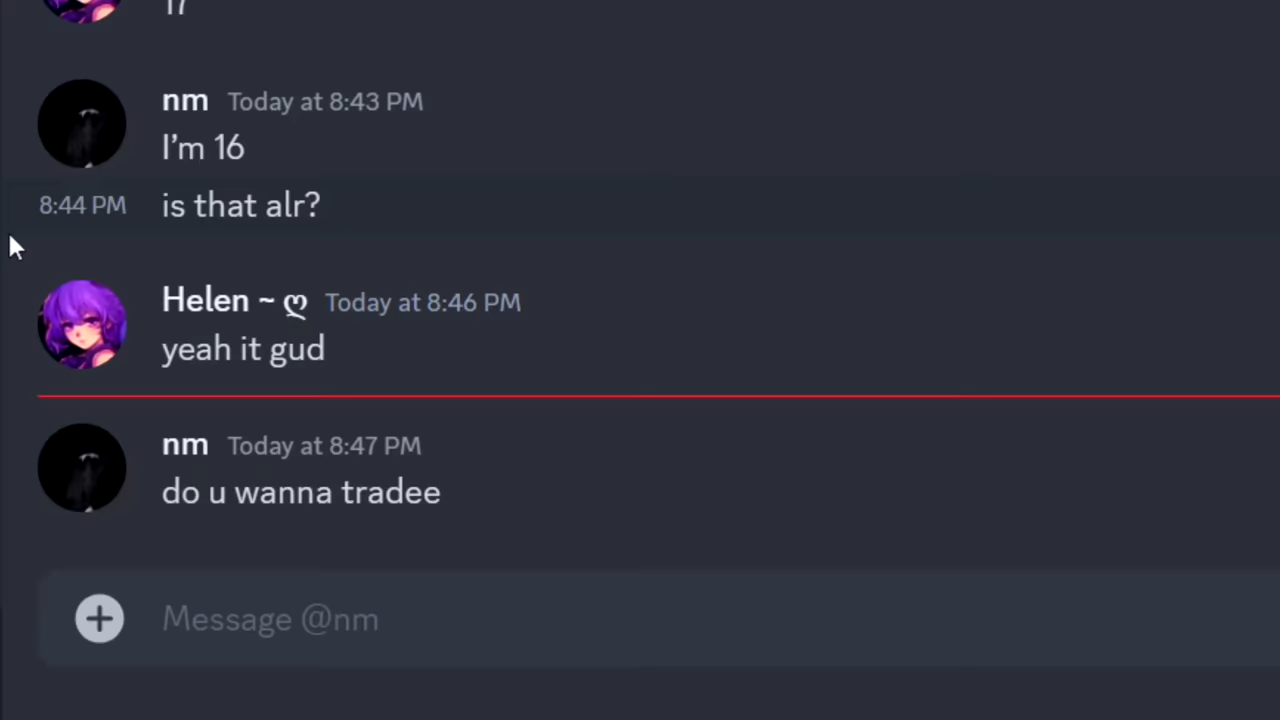 17
nm Today at 8:43 PM
I'm 16
8:44 PM is that alr?
Helen ~ ღ Today at 8:46 PM
yeah it gud
nm Today at 8:47 PM
do u wanna tradee
Message @nm